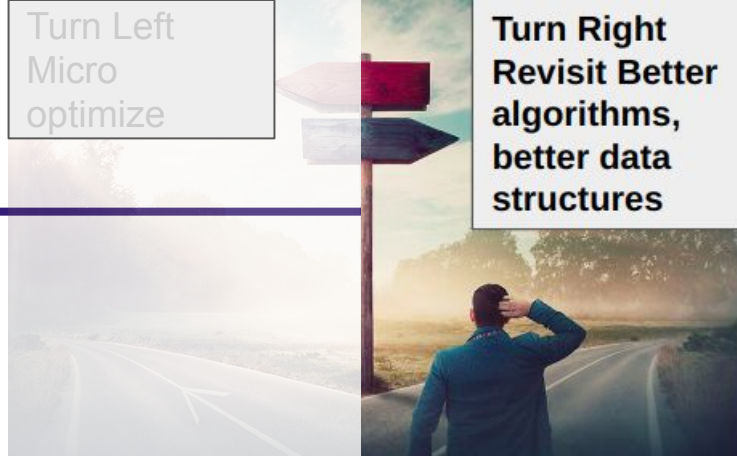 Turn Left
Micro
optimize
Turn Right
Revisit Better
algorithms,
better data
structures